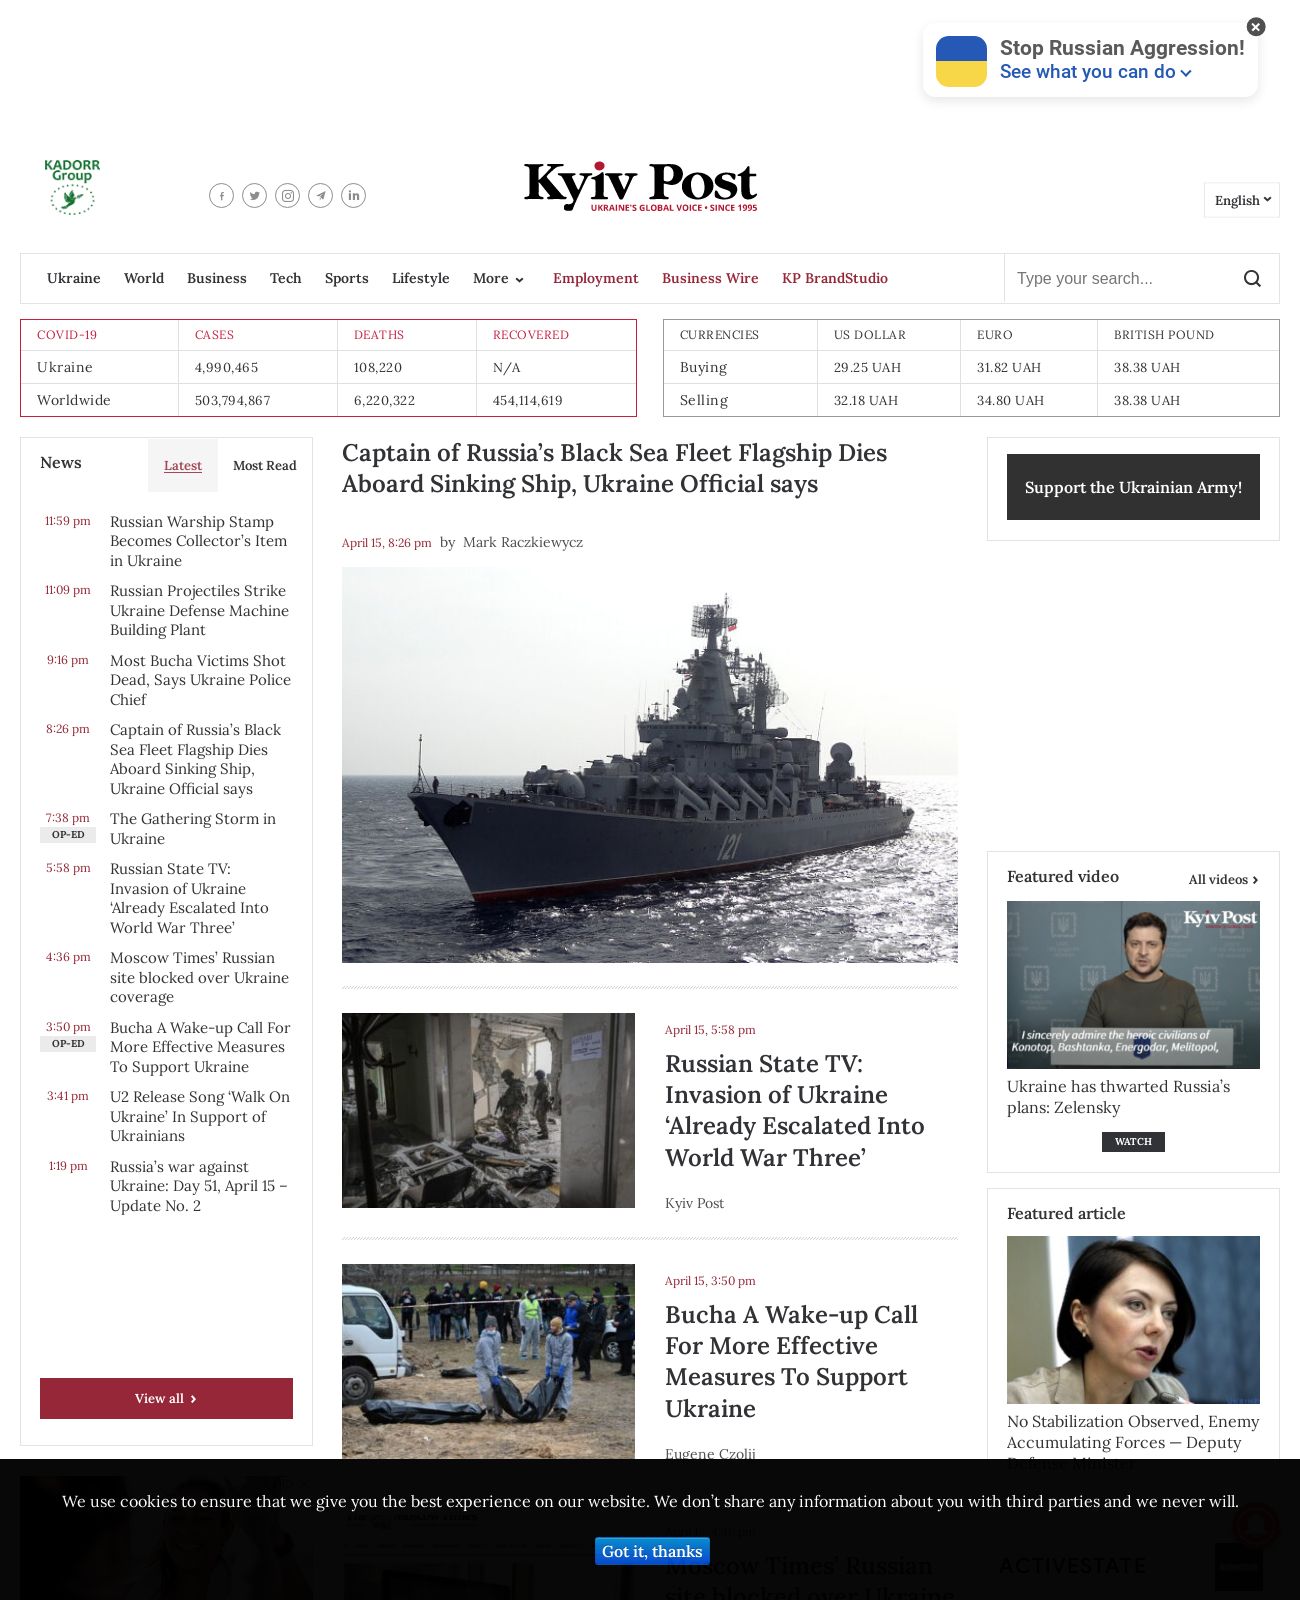 Stop Russian Aggression!
See what you can do
KADORR
Group
Kyiv Post
UKRAINE'S GLOBAL VOICE • SINCE 1995
English
Ukraine World Business Tech Sports Lifestyle More Employment Business Wire KP BrandStudio
Type your search...
COVID-19 CASES DEATHS RECOVERED
Ukraine 4,990,465 108,220 N/A
Worldwide 503,794,867 6,220,322 454,114,619
CURRENCIES US DOLLAR EURO BRITISH POUND
Buying 29.25 UAH 31.82 UAH 38.38 UAH
Selling 32.18 UAH 34.80 UAH 38.38 UAH
News Latest Most Read
11:59 pm Russian Warship Stamp
Becomes Collector’s Item
in Ukraine
11:09 pm Russian Projectiles Strike
Ukraine Defense Machine
Building Plant
9:16 pm Most Bucha Victims Shot
Dead, Says Ukraine Police
Chief
8:26 pm Captain of Russia’s Black
Sea Fleet Flagship Dies
Aboard Sinking Ship,
Ukraine Official says
7:38 pm The Gathering Storm in
OP-ED Ukraine
5:58 pm Russian State TV:
Invasion of Ukraine
‘Already Escalated Into
World War Three’
4:36 pm Moscow Times’ Russian
site blocked over Ukraine
coverage
3:50 pm Bucha A Wake-up Call For
OP-ED More Effective Measures
To Support Ukraine
3:41 pm U2 Release Song ‘Walk On
Ukraine’ In Support of
Ukrainians
1:19 pm Russia’s war against
Ukraine: Day 51, April 15 –
Update No. 2
View all
Captain of Russia’s Black Sea Fleet Flagship Dies
Aboard Sinking Ship, Ukraine Official says
April 15, 8:26 pm by Mark Raczkiewycz
121
April 15, 5:58 pm
Russian State TV:
Invasion of Ukraine
‘Already Escalated Into
World War Three’
Kyiv Post
April 15, 3:50 pm
Bucha A Wake-up Call
For More Effective
Measures To Support
Ukraine
Eugene Czolij
Support the Ukrainian Army!
Featured video All videos
Kyiv Post
I sincerely admire the heroic civilians of
Konotop, Bashtanka, Energodar, Melitopol,
Ukraine has thwarted Russia’s
plans: Zelensky
WATCH
Featured article
No Stabilization Observed, Enemy
Accumulating Forces — Deputy
Defense Minister
We use cookies to ensure that we give you the best experience on our website. We don’t share any information about you with third parties and we never will.
Got it, thanks
Moscow Times’ Russian
site blocked over Ukraine
ACTIVESTATE